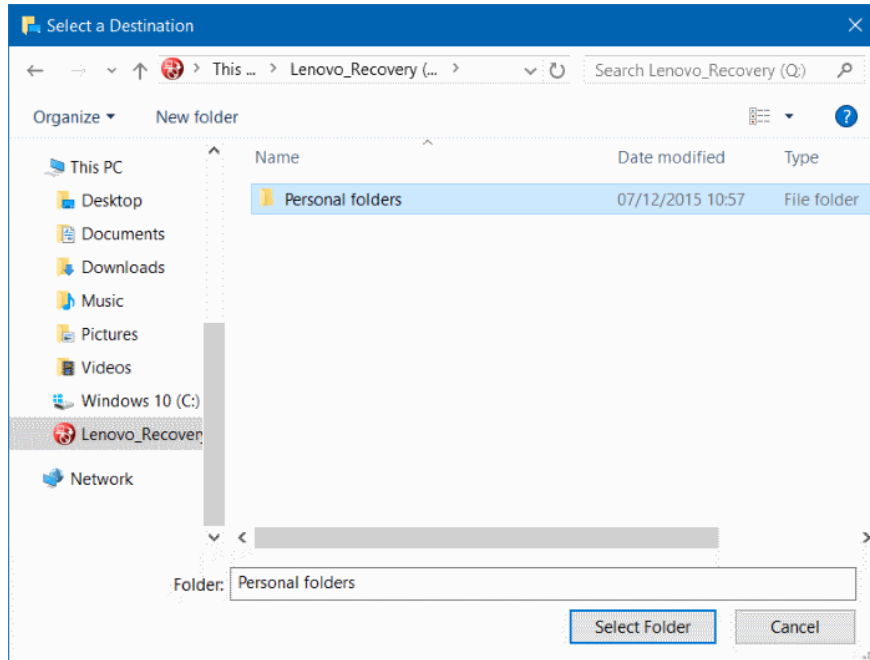 Select a Destination
This ... > Lenovo_Recovery (... >
Search Lenovo_Recovery (Q:)
Organize
New folder
?
Name
Date modified
Type
This PC
Desktop
Documents
Downloads
Music
Pictures
Videos
Windows 10 (C:)
Lenovo_Recover
Network
Personal folders
07/12/2015 10:57
File folder
Folder:
Personal folders
Select Folder
Cancel